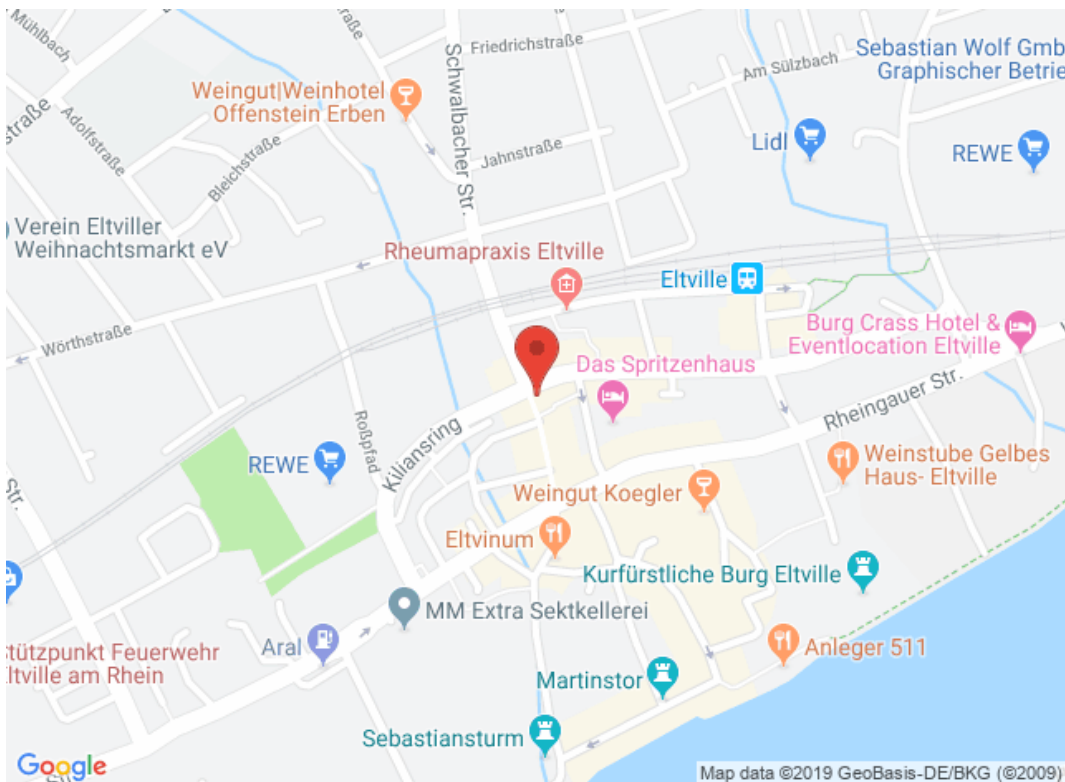 Mühlbach
Friedrichstraße
Schwalbacher Str.
Am Sülzbach
Sebastian Wolf Gmb
Graphischer Betrie
Weingut|Weinhotel
Offenstein Erben
straße
Adolfstraße
Bleichstraße
Jahnstraße
Lidl
REWE
Verein Eltviller
Weihnachtsmarkt eV
Rheumapraxis Eltville
Eltville
Wörthstraße
Burg Crass Hotel &
Eventlocation Eltville
Das Spritzenhaus
Roßpfad
Kiliansring
Rheingauer Str.
REWE
Weinstube Gelbes
Haus- Eltville
Str.
Weingut Koegler
Eltvinum
Kurfürstliche Burg Eltville
MM Extra Sektkellerei
Aral
stützpunkt Feuerwehr
Eltville am Rhein
Anleger 511
Martinstor
Sebastiansturm
Google
Map data ©2019 GeoBasis-DE/BKG (©2009)